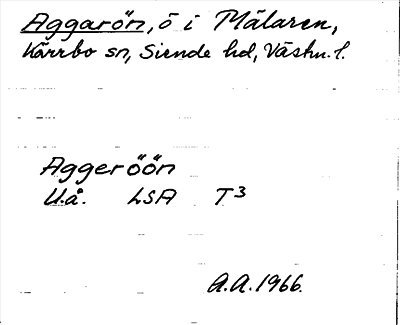 Aggarön, ö i Mälaren,
Kärrbo sn, Siende hd, Västm. l.
Aggeröön
U.å. LSA T3
A.A. 1966.